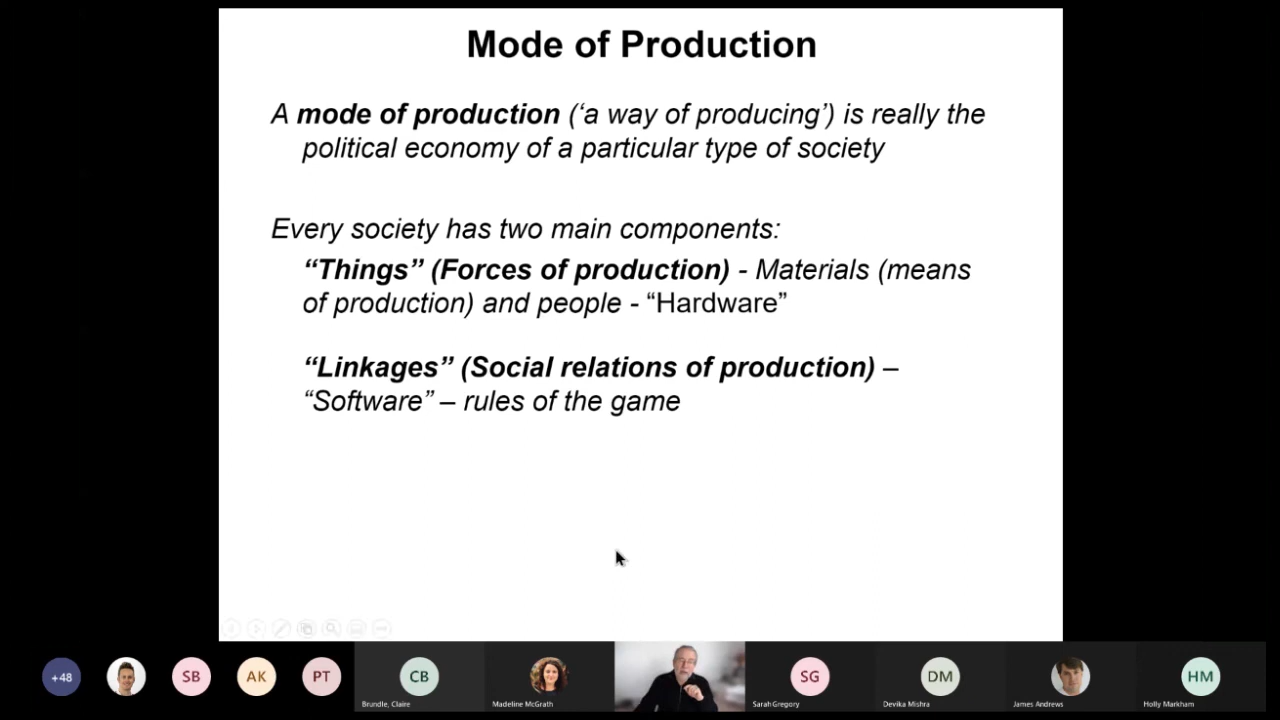 Mode of Production
A mode of production (‘a way of producing’) is really the
political economy of a particular type of society
Every society has two main components:
“Things” (Forces of production) - Materials (means
of production) and people - “Hardware”
“Linkages” (Social relations of production) –
“Software” – rules of the game
+48
SB
AK
PT
CB
SG
DM
HM
Brundle, Claire
Madeline McGrath
Sarah Gregory
Devika Mishra
James Andrews
Holly Markham